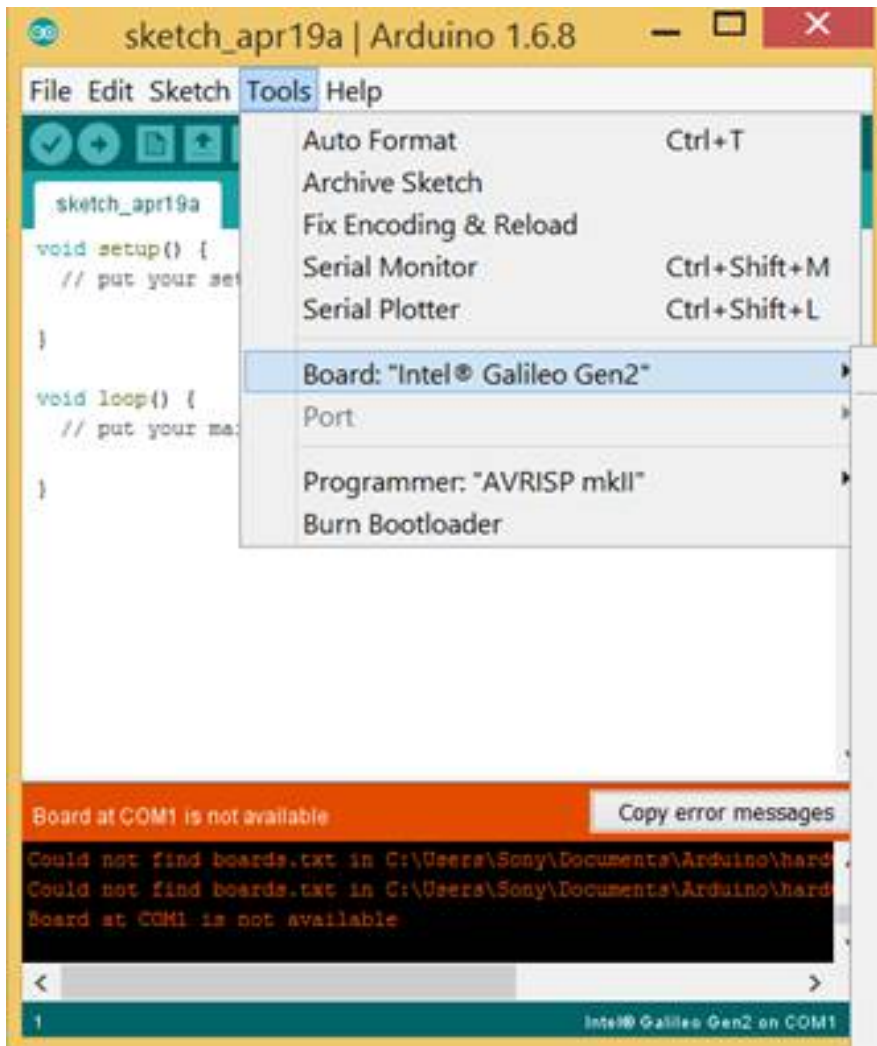 sketch_apr19a | Arduino 1.6.8
File Edit Sketch Tools Help
Auto Format Ctrl+T
Archive Sketch
sketch_apr19a
Fix Encoding & Reload
void setup() {
Serial Monitor Ctrl+Shift+M
// put your set
Serial Plotter Ctrl+Shift+L
}
Board: "Intel® Galileo Gen2"
void loop() {
Port
// put your mai
Programmer: "AVRISP mkII"
}
Burn Bootloader
Board at COM1 is not available
Copy error messages
Could not find boards.txt in C:\Users\Sony\Documents\Arduino\hard
Could not find boards.txt in C:\Users\Sony\Documents\Arduino\hard
Board at COM1 is not available
1
Intel® Galileo Gen2 on COM1